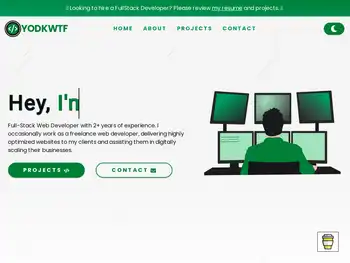 Looking to hire a FullStack Developer? Please review my resume and projects.
YODKWTF
HOME ABOUT PROJECTS CONTACT
Hey, I'm
Full-Stack Web Developer with 2+ years of experience. I
occasionally work as a freelance web developer, delivering highly
optimized websites to my clients and assisting them in digitally
scaling their businesses.
PROJECTS </>
CONTACT